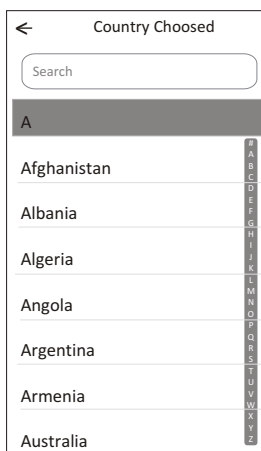 Country Choosed
Search
A
Afghanistan
Albania
Algeria
Angola
Argentina
Armenia
Australia
#
A
B
C
D
E
F
G
H
I
J
K
L
M
N
O
P
Q
R
S
T
U
V
W
X
Y
Z